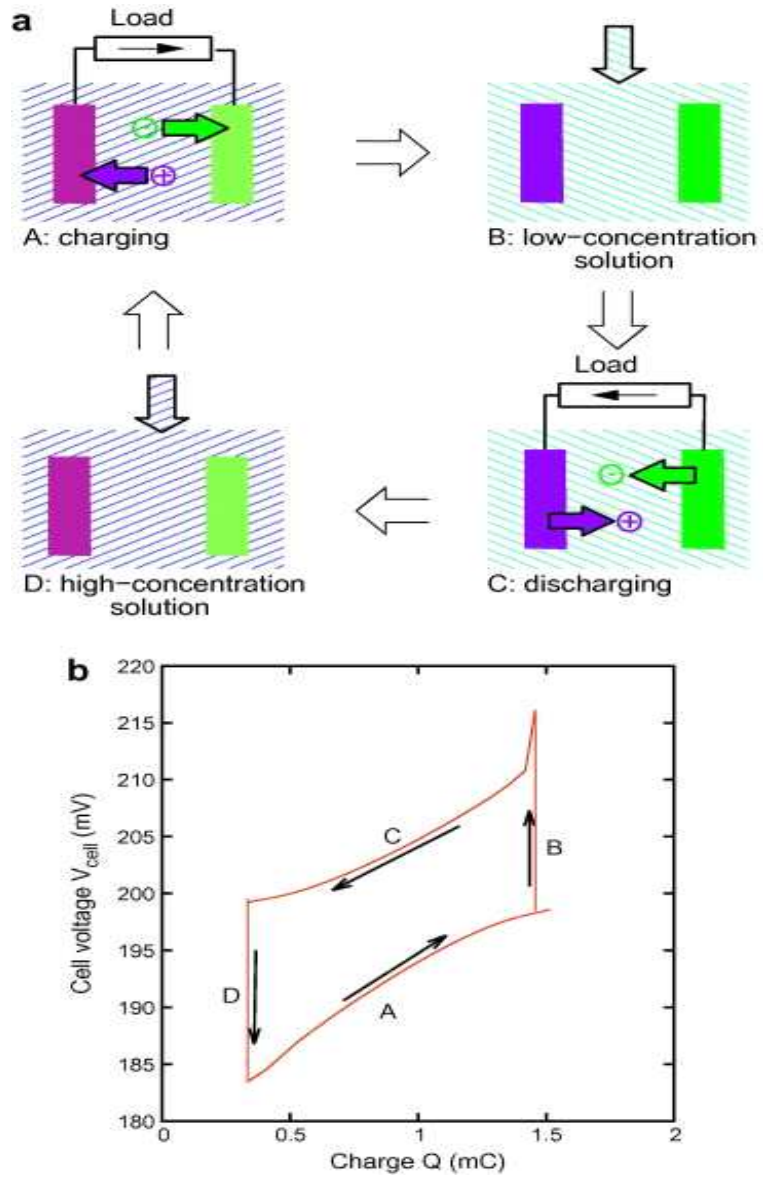 a
Load
A: charging
B: low−concentration
solution
Load
D: high−concentration
solution
C: discharging
b
220
215
210
205
200
195
190
185
180
Cell voltage Vcell (mV)
C
B
D
A
0
0.5
1
1.5
2
Charge Q (mC)